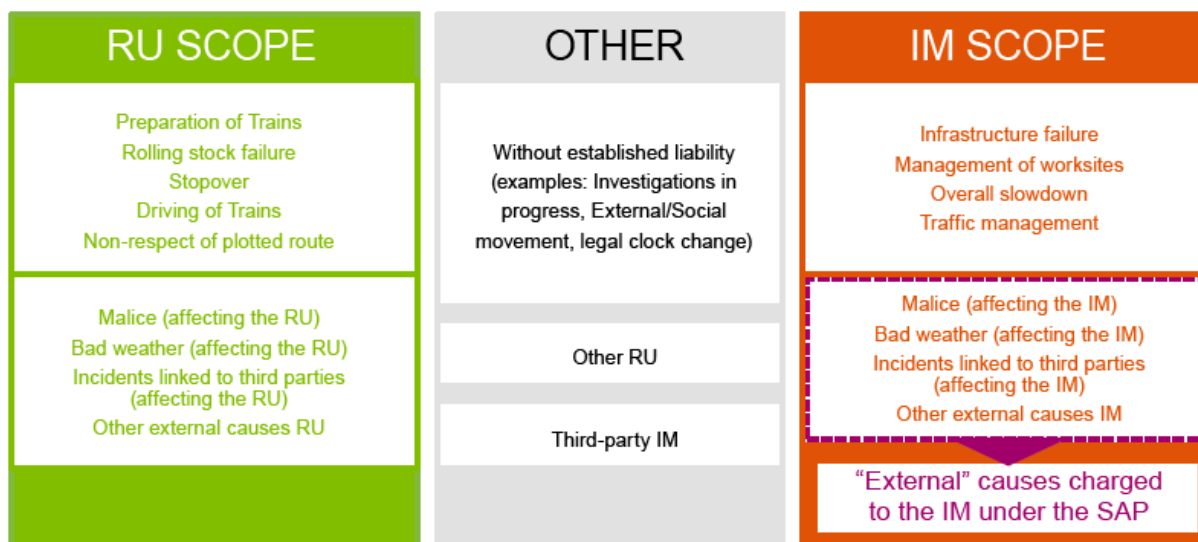 RU SCOPE
Preparation of Trains
Rolling stock failure
Stopover
Driving of Trains
Non-respect of plotted route
Malice (affecting the RU)
Bad weather (affecting the RU)
Incidents linked to third parties
(affecting the RU)
Other external causes RU
OTHER
Without established liability
(examples: Investigations in
progress, External/Social
movement, legal clock change)
Other RU
Third-party IM
IM SCOPE
Infrastructure failure
Management of worksites
Overall slowdown
Traffic management
Malice (affecting the IM)
Bad weather (affecting the IM)
Incidents linked to third parties
(affecting the IM)
Other external causes IM
“External” causes charged
to the IM under the SAP